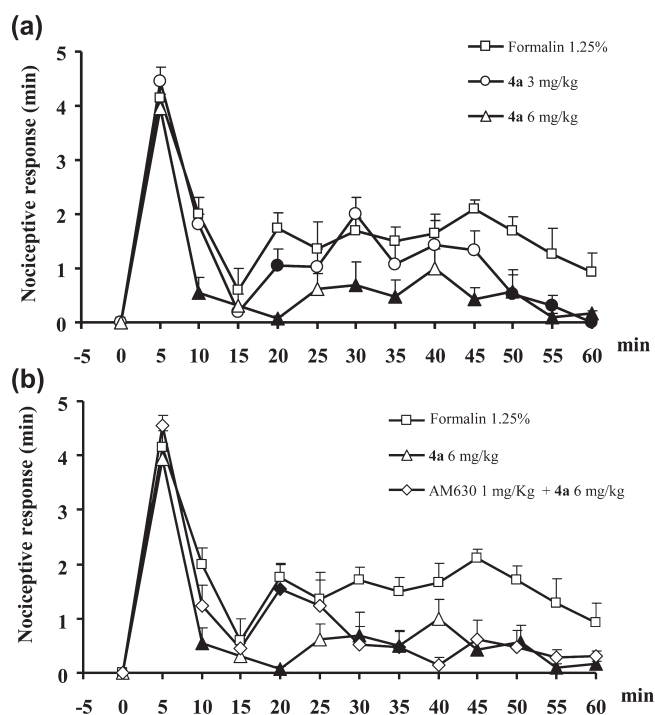 (a)
Nociceptive response (min)
5
4
3
2
1
0
Formalin 1.25%
4a 3 mg/kg
4a 6 mg/kg
-5 0 5 10 15 20 25 30 35 40 45 50 55 60
min
(b)
Nociceptive response (min)
5
4
3
2
1
0
Formalin 1.25%
4a 6 mg/kg
AM630 1 mg/Kg + 4a 6 mg/kg
-5 0 5 10 15 20 25 30 35 40 45 50 55 60
min